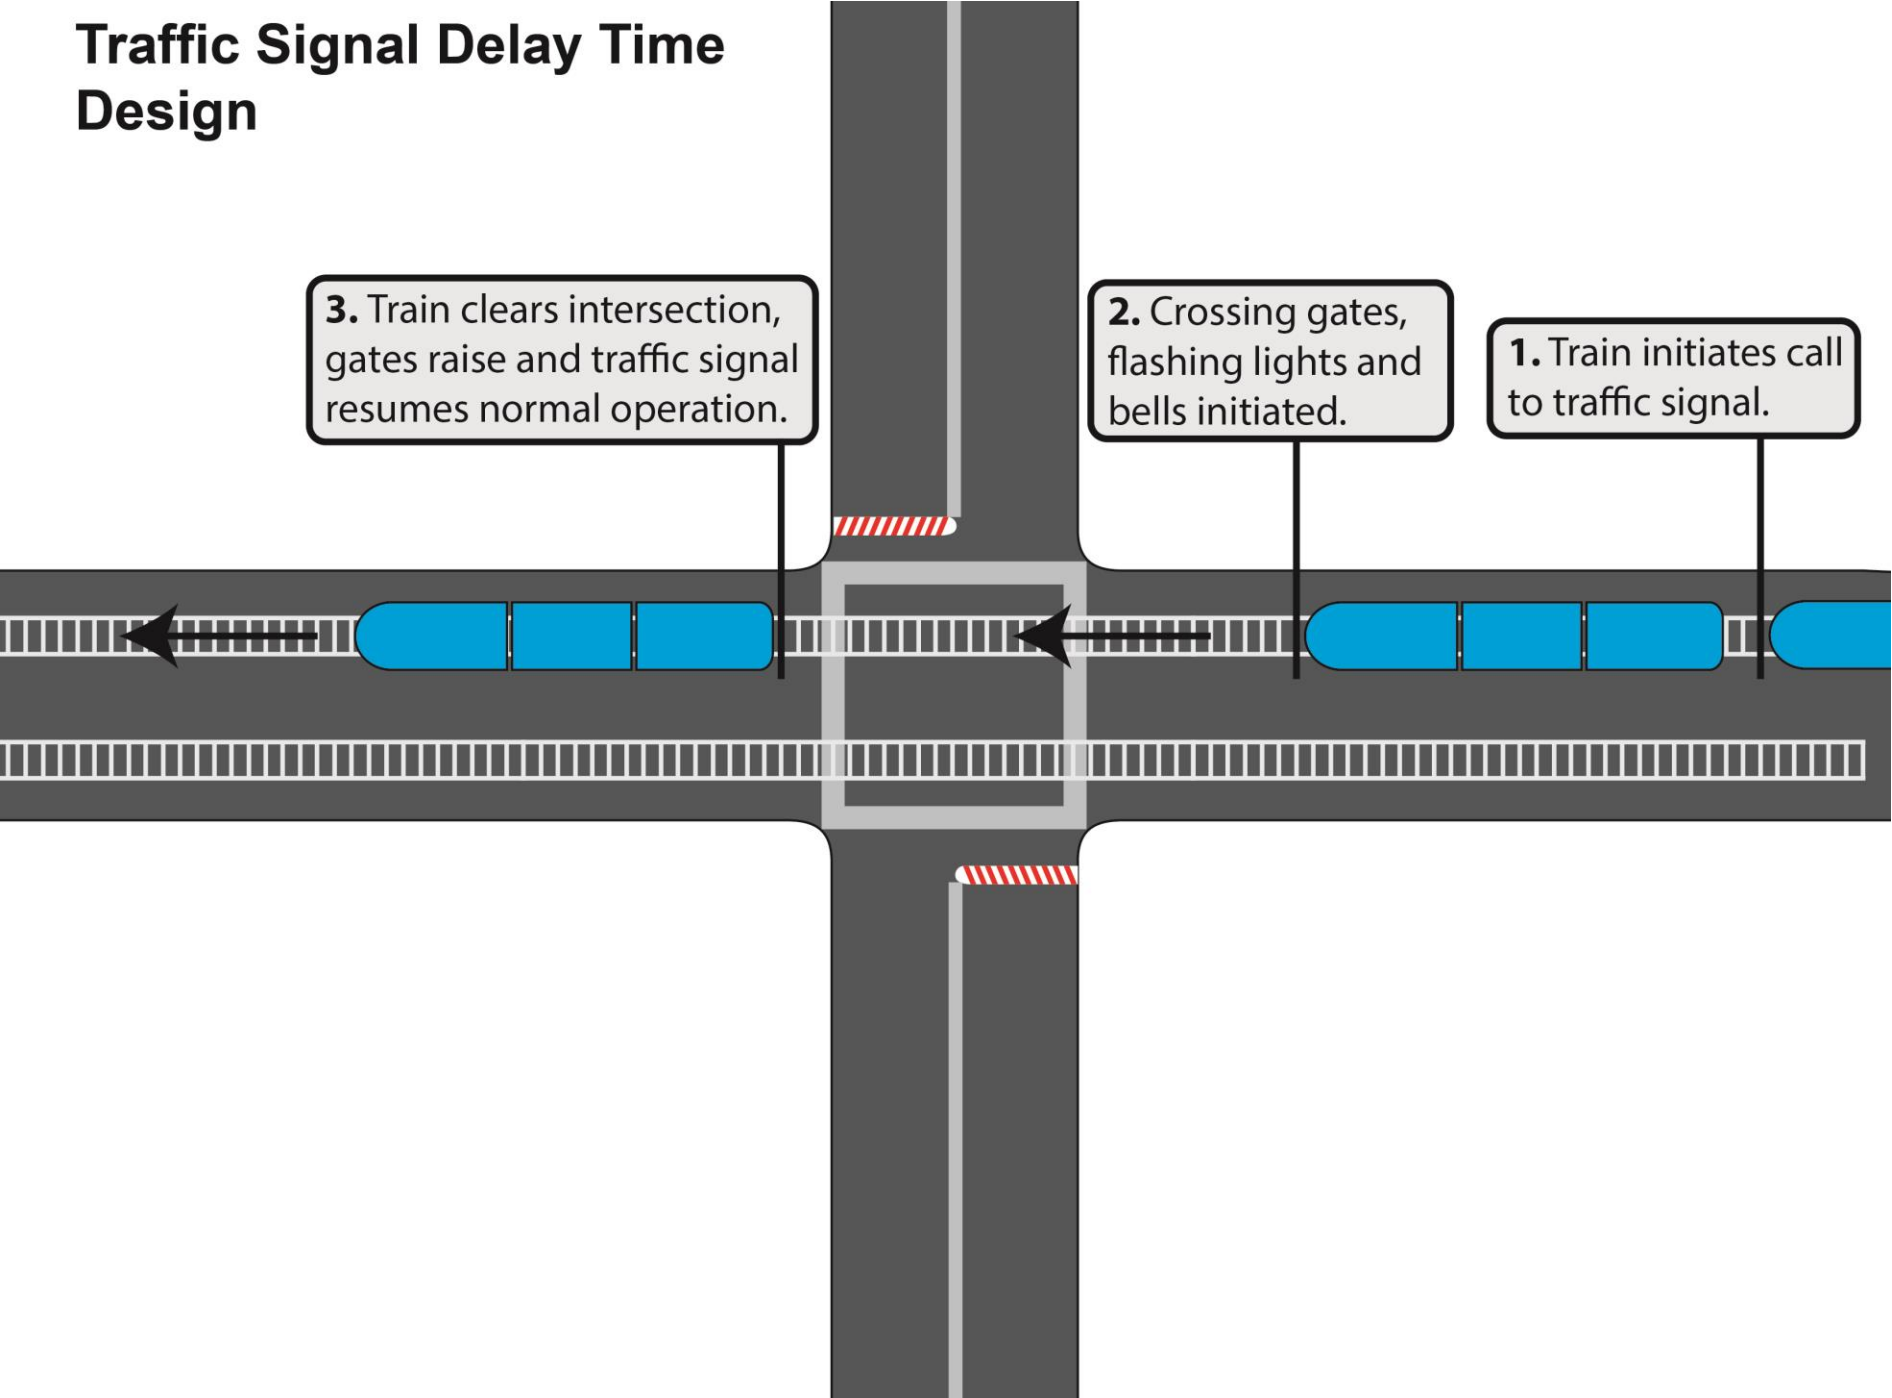 Traffic Signal Delay Time
Design
3. Train clears intersection,
gates raise and traffic signal
resumes normal operation.
2. Crossing gates,
flashing lights and
bells initiated.
1. Train initiates call
to traffic signal.